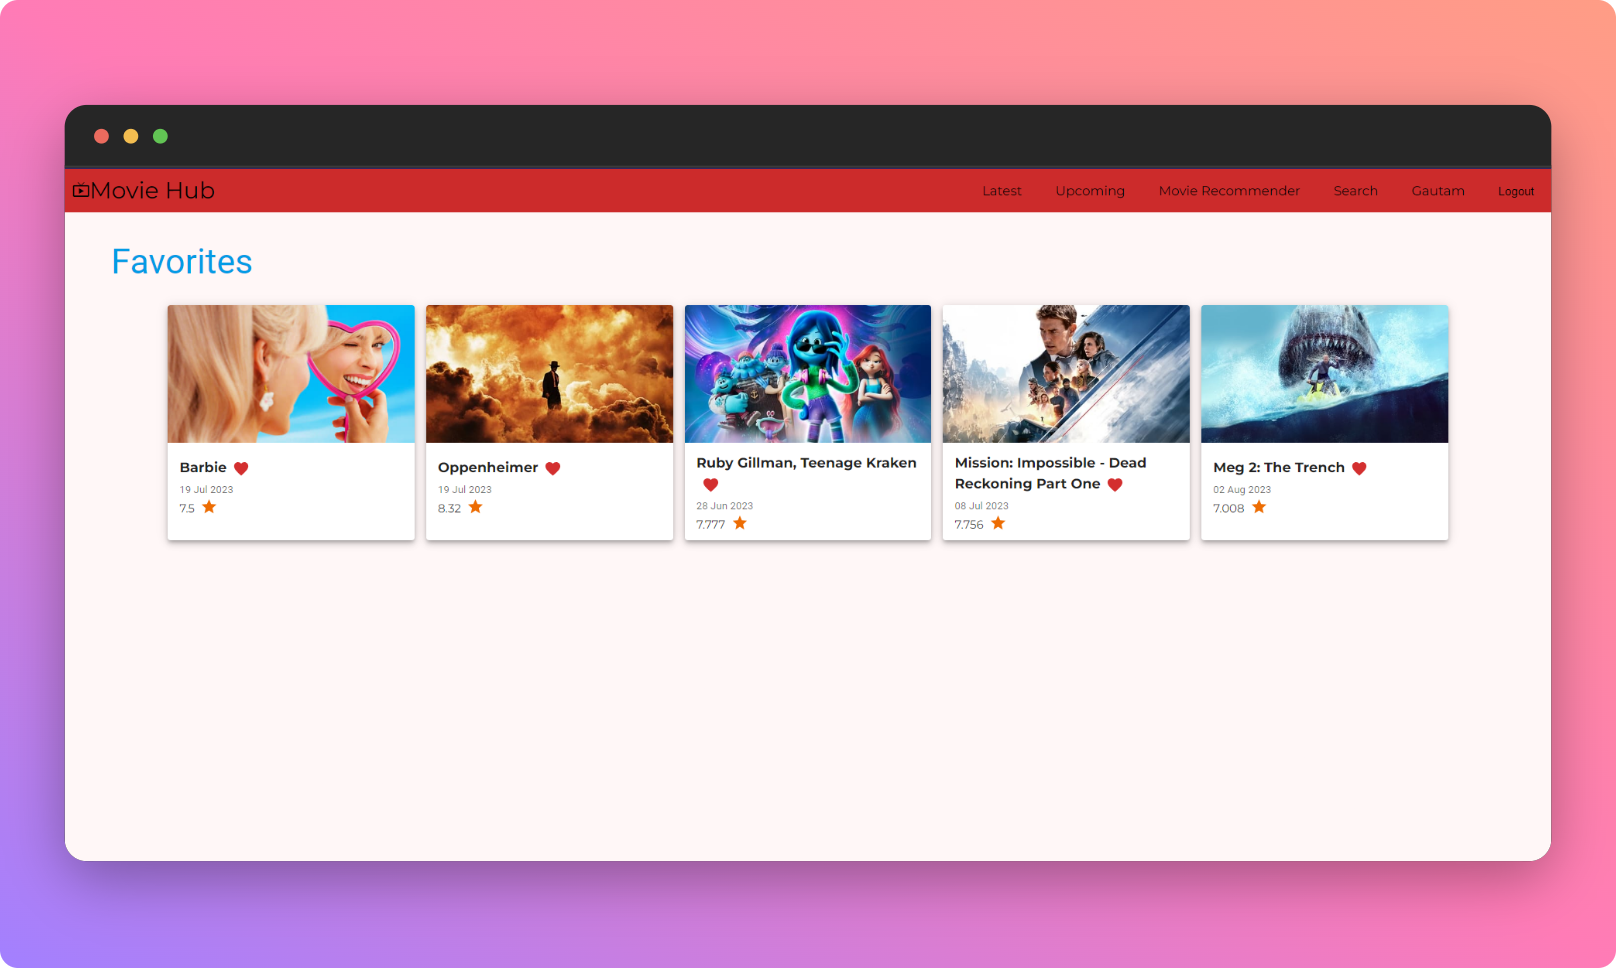 Movie Hub
Latest Upcoming Movie Recommender Search Gautam Logout
Favorites
Barbie
19 Jul 2023
7.5
Oppenheimer
19 Jul 2023
8.32
Ruby Gillman, Teenage Kraken
28 Jun 2023
7.777
Mission: Impossible - Dead
Reckoning Part One
08 Jul 2023
7.756
Meg 2: The Trench
02 Aug 2023
7.008